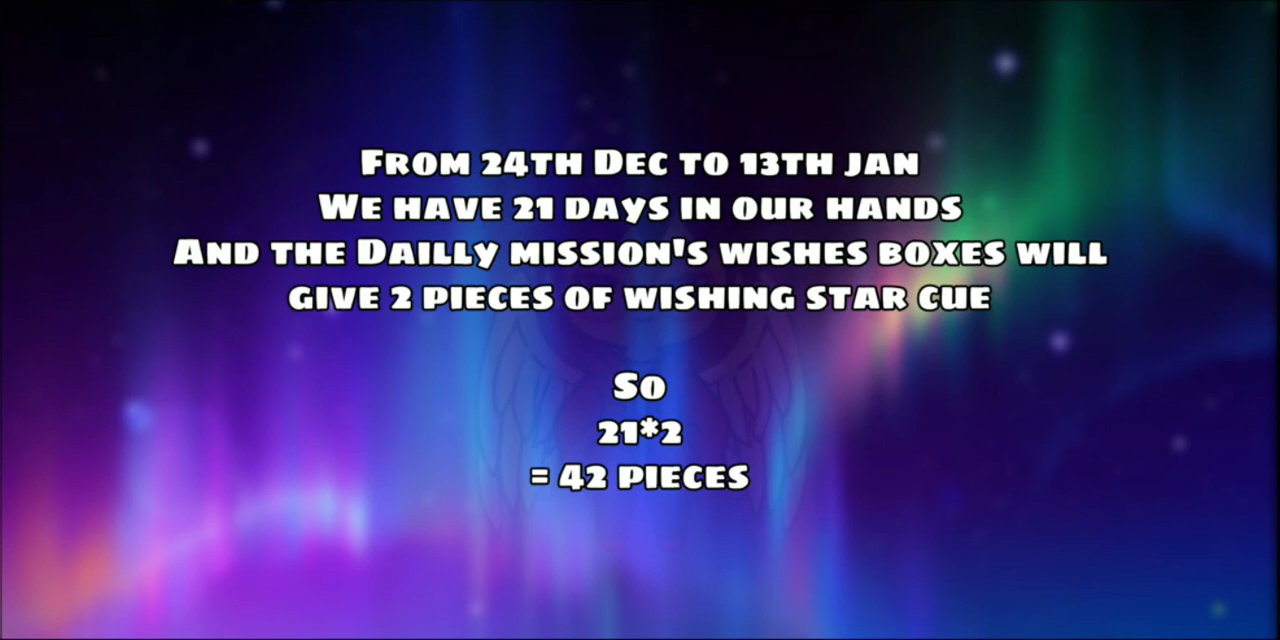 From 24th Dec to 13th jan
We have 21 days in our hands
And the Dailly mission's wishes boxes will
give 2 pieces of wishing star cue
So
21*2
= 42 pieces